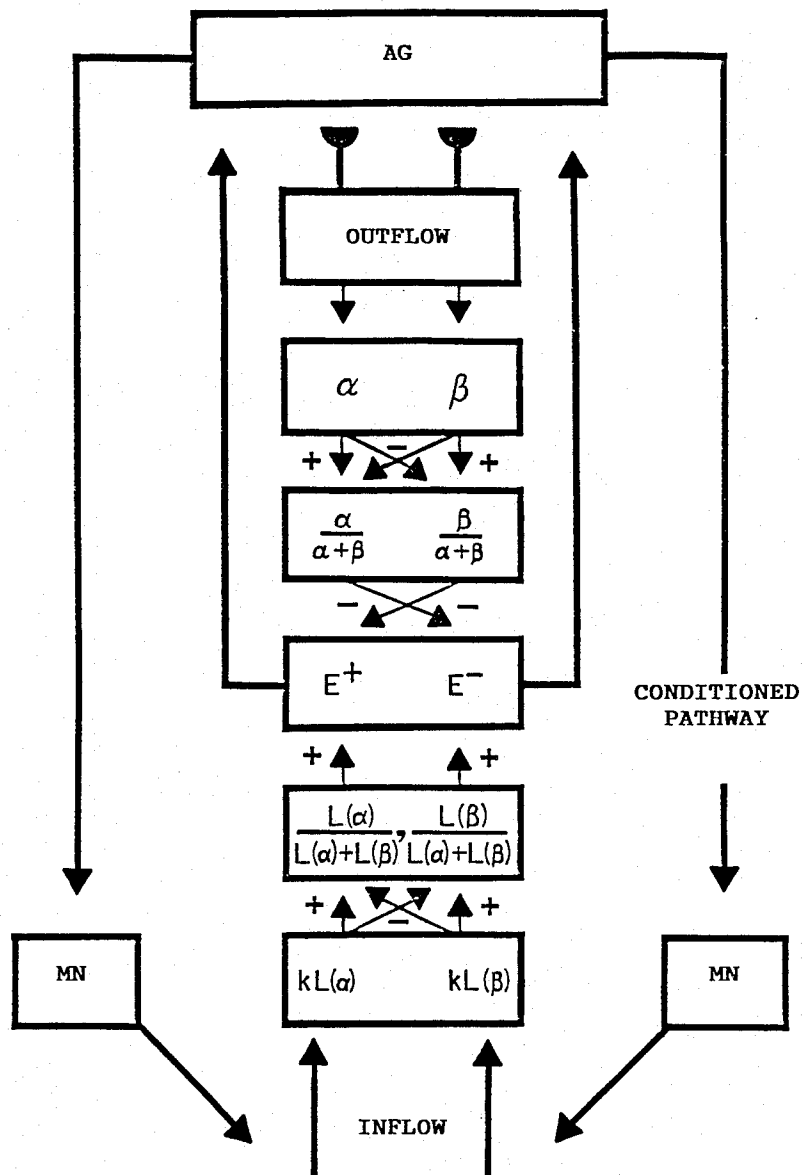 AG
OUTFLOW
α β
+ − +
α/(α+β) β/(α+β)
− −
E⁺ E⁻
CONDITIONED
PATHWAY
+ +
L(α)/(L(α)+L(β)), L(β)/(L(α)+L(β))
+ − +
MN kL(α) kL(β) MN
INFLOW